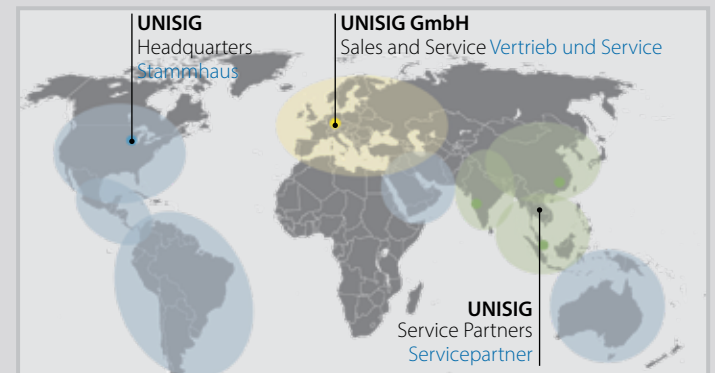 UNISIG
Headquarters
Stammhaus
UNISIG GmbH
Sales and Service Vertrieb und Service
UNISIG
Service Partners
Servicepartner